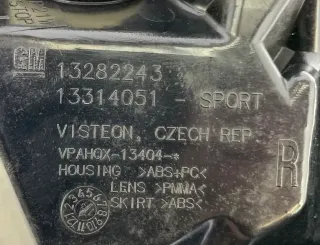 GM
13282243
13314051 - SPORT
VISTEON, CZECH REP
VPAHQX-13404-*
HOUSING >ABS+PC<
LENS >PMMA<
SKIRT >ABS<
R